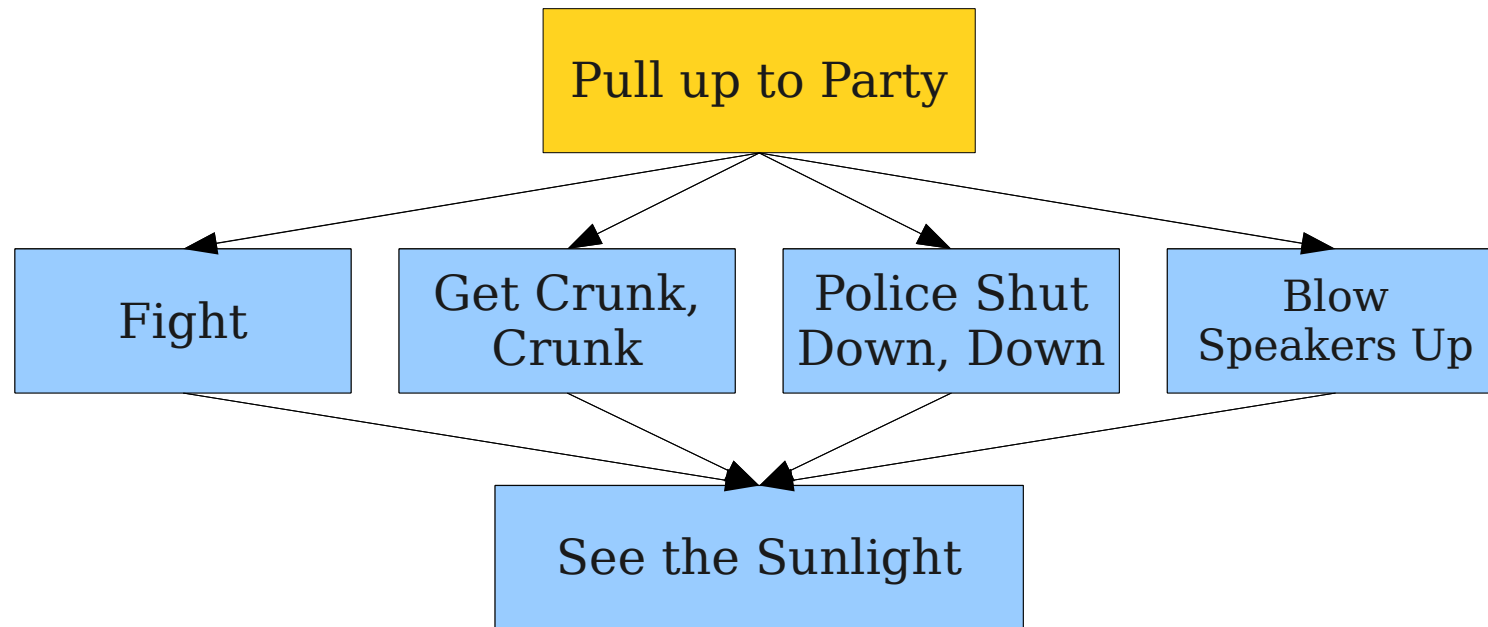 Pull up to Party
Fight
Get Crunk,
Crunk
Police Shut
Down, Down
Blow
Speakers Up
See the Sunlight